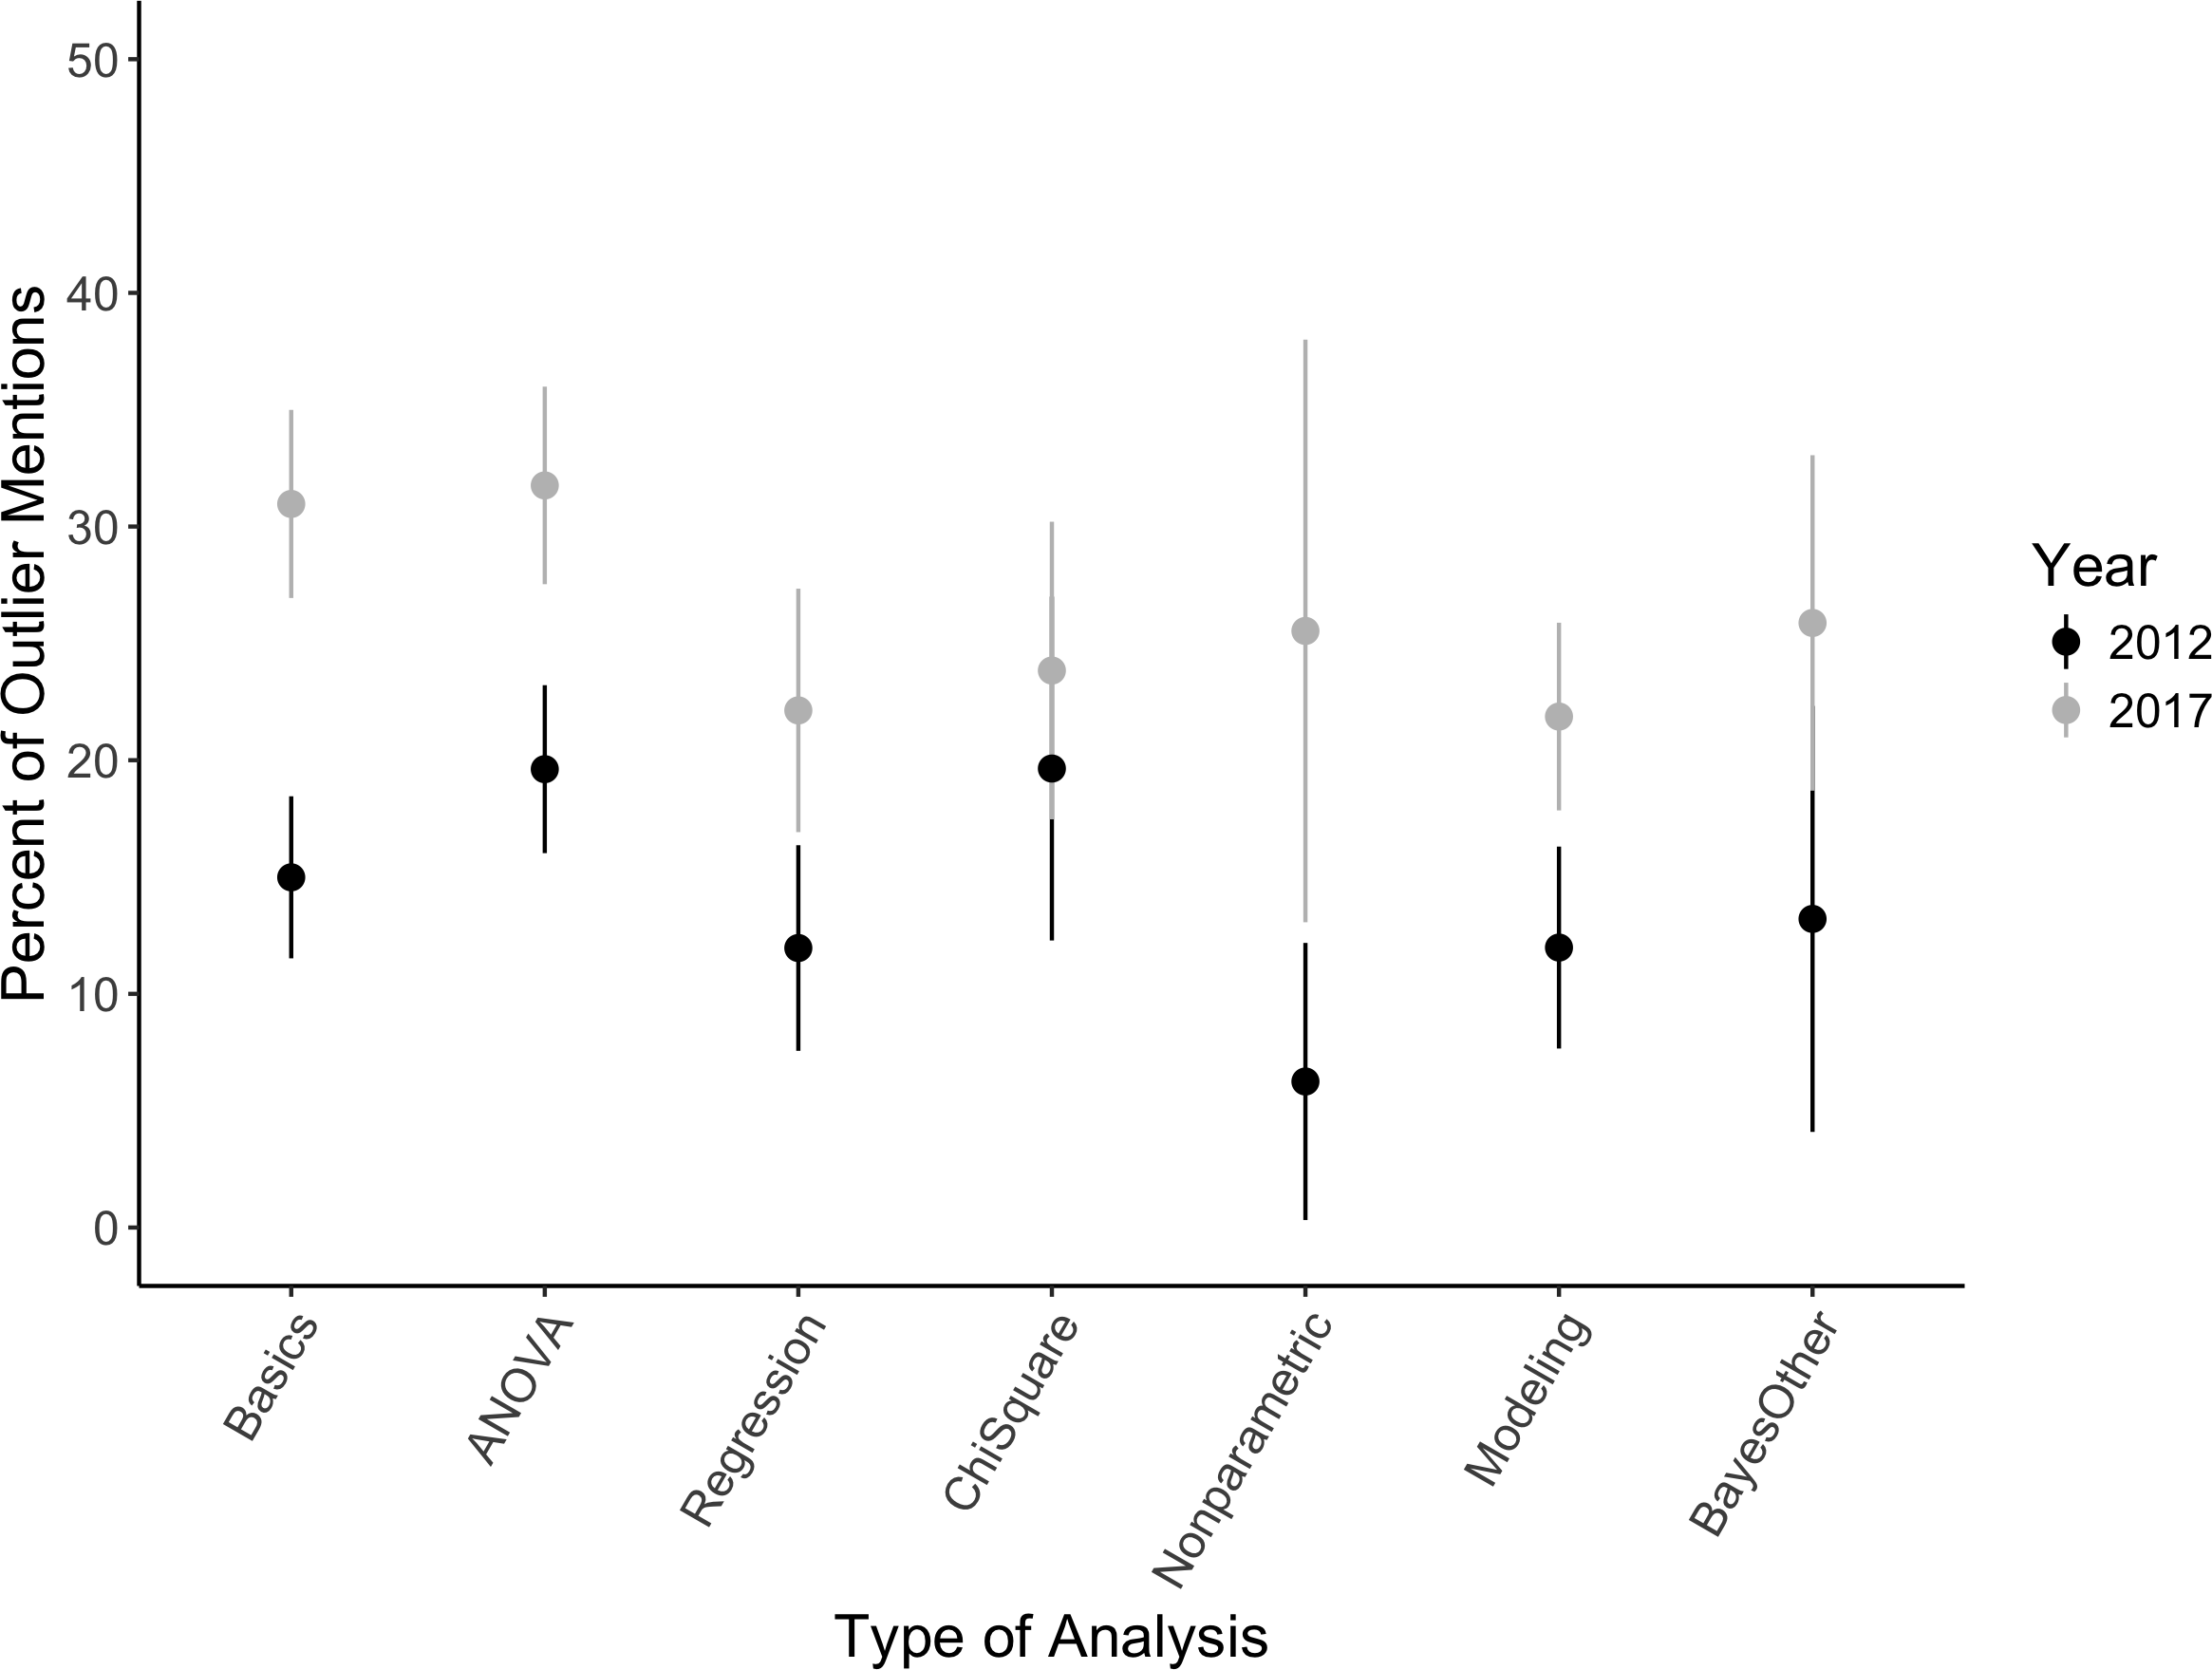 Percent of Outlier Mentions
50
40
30
20
10
0
Basics
ANOVA
Regression
ChiSquare
Nonparametric
Modeling
BayesOther
Type of Analysis
Year
2012
2017